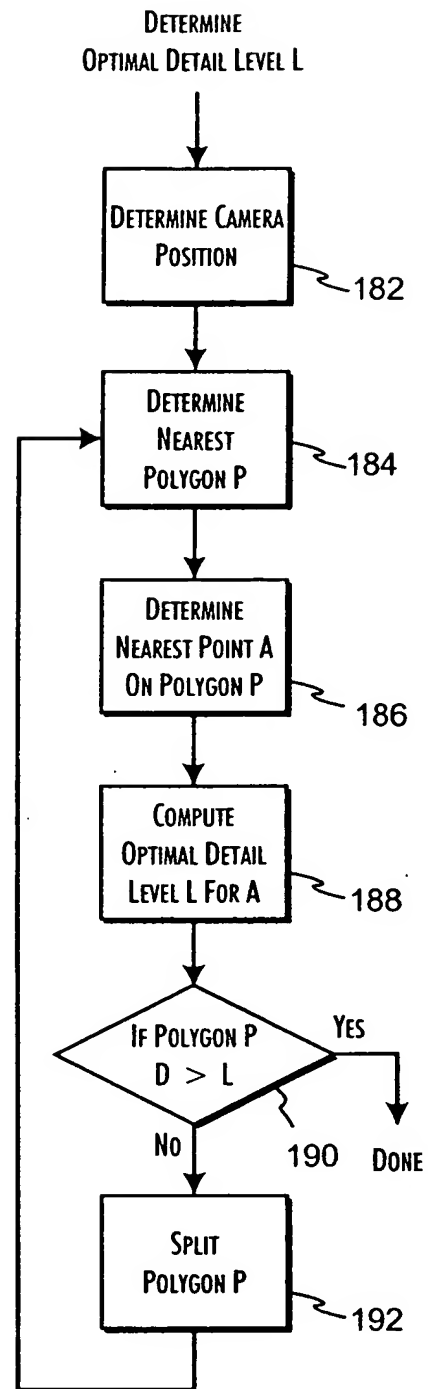 DETERMINE
OPTIMAL DETAIL LEVEL L
DETERMINE CAMERA
POSITION
182
DETERMINE
NEAREST
POLYGON P
184
DETERMINE
NEAREST POINT A
ON POLYGON P
186
COMPUTE
OPTIMAL DETAIL
LEVEL L FOR A
188
IF POLYGON P
D > L
YES
190
DONE
NO
SPLIT
POLYGON P
192